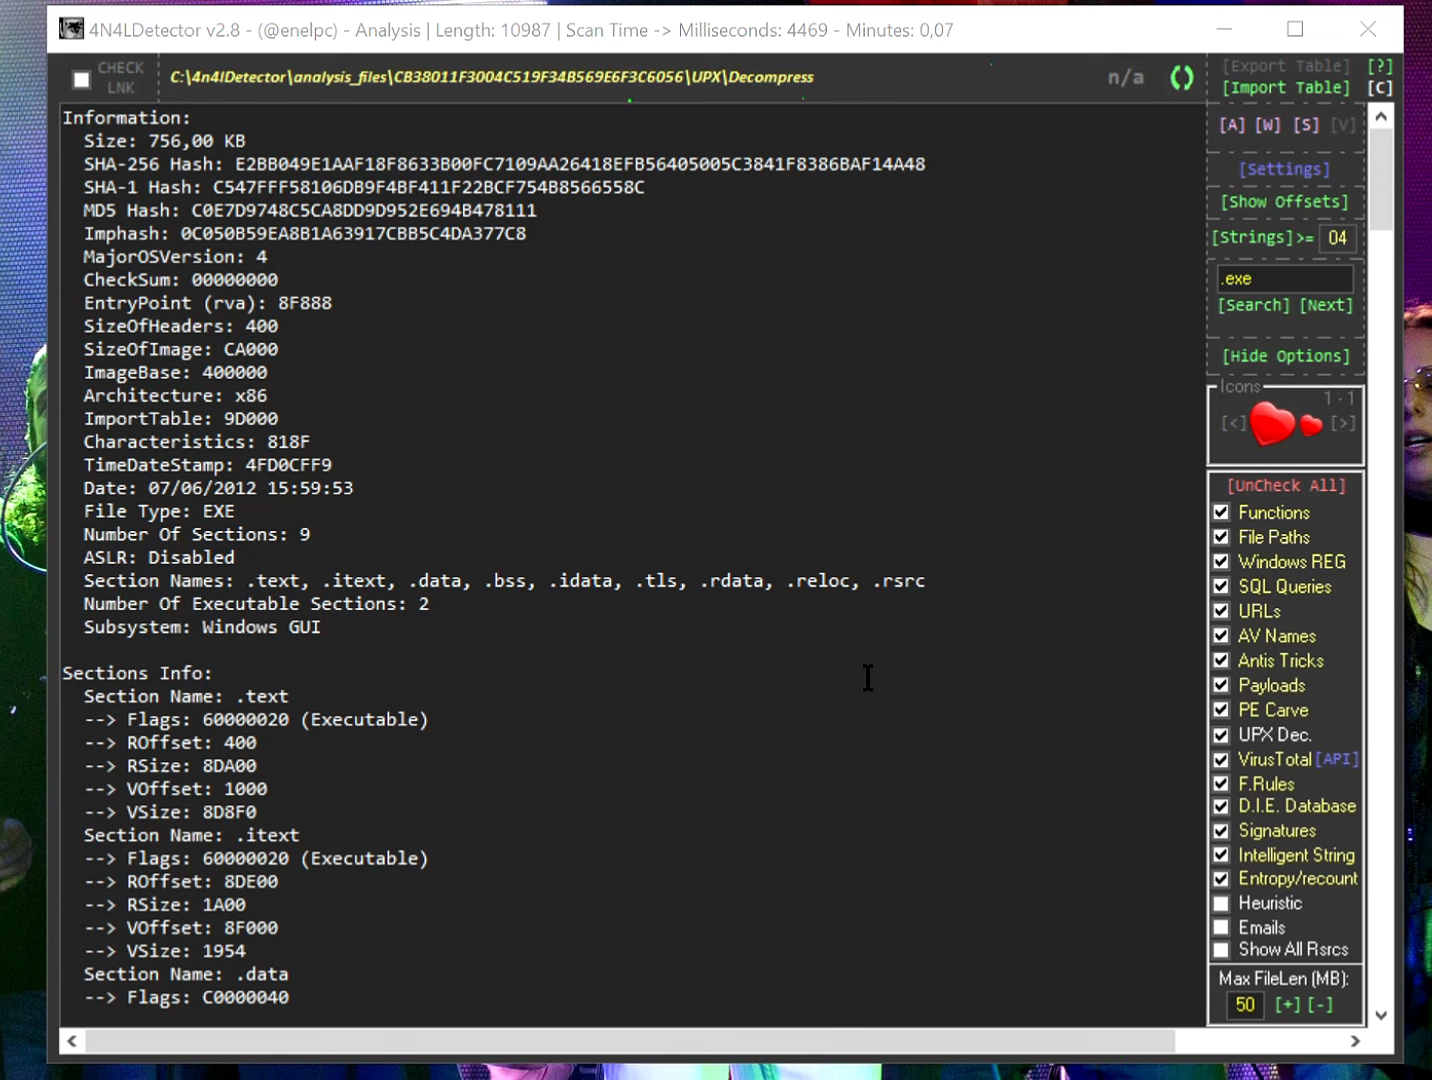 4N4LDetector v2.8 - (@enelpc) - Analysis | Length: 10987 | Scan Time -> Milliseconds: 4469 - Minutes: 0,07
CHECK
LNK
C:\4n4lDetector\analysis_files\CB38011F3004C519F34B569E6F3C6056\UPX\Decompress
n/a
[Export Table] [?]
[Import Table] [C]
Information:
Size: 756,00 KB
SHA-256 Hash: E2BB049E1AAF18F8633B00FC7109AA26418EFB56405005C3841F8386BAF14A48
SHA-1 Hash: C547FFF58106DB9F4BF411F22BCF754B8566558C
MD5 Hash: C0E7D9748C5CA8DD9D952E694B478111
Imphash: 0C050B59EA8B1A63917CBB5C4DA377C8
MajorOSVersion: 4
CheckSum: 00000000
EntryPoint (rva): 8F888
SizeOfHeaders: 400
SizeOfImage: CA000
ImageBase: 400000
Architecture: x86
ImportTable: 9D000
Characteristics: 818F
TimeDateStamp: 4FD0CFF9
Date: 07/06/2012 15:59:53
File Type: EXE
Number Of Sections: 9
ASLR: Disabled
Section Names: .text, .itext, .data, .bss, .idata, .tls, .rdata, .reloc, .rsrc
Number Of Executable Sections: 2
Subsystem: Windows GUI
Sections Info:
Section Name: .text
--> Flags: 60000020 (Executable)
--> ROffset: 400
--> RSize: 8DA00
--> VOffset: 1000
--> VSize: 8D8F0
Section Name: .itext
--> Flags: 60000020 (Executable)
--> ROffset: 8DE00
--> RSize: 1A00
--> VOffset: 8F000
--> VSize: 1954
Section Name: .data
--> Flags: C0000040
[A] [W] [S] [V]
[Settings]
[Show Offsets]
[Strings]>= 04
.exe
[Search] [Next]
[Hide Options]
Icons
1 - 1
[<] [>]
[UnCheck All]
Functions
File Paths
Windows REG
SQL Queries
URLs
AV Names
Antis Tricks
Payloads
PE Carve
UPX Dec.
VirusTotal [API]
F.Rules
D.I.E. Database
Signatures
Intelligent String
Entropy/recount
Heuristic
Emails
Show All Rsrcs
Max FileLen (MB):
50 [+] [-]